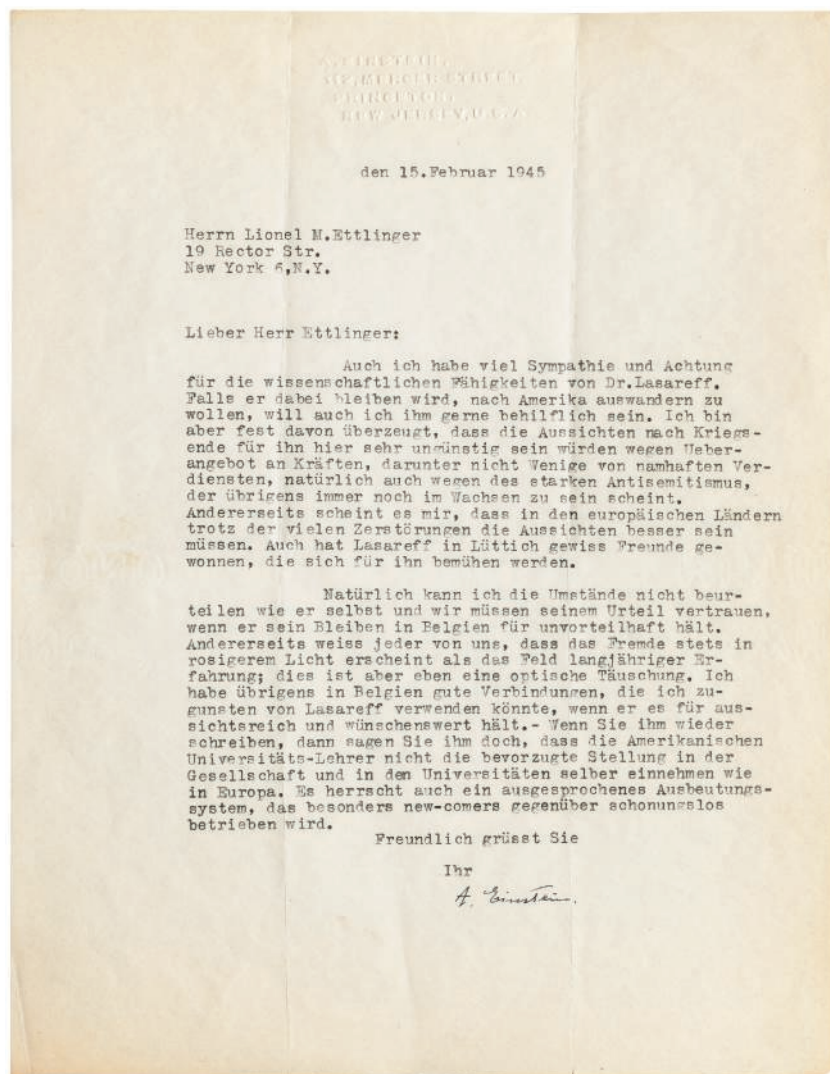 A. EINSTEIN,
112, MERCER STREET,
PRINCETON,
NEW JERSEY, U.S.A.
den 15.Februar 1945
Herrn Lionel M.Ettlinger
19 Rector Str.
New York 6,N.Y.
Lieber Herr Ettlinger:
Auch ich habe viel Sympathie und Achtung
für die wissenschaftlichen Fähigkeiten von Dr.Lasareff.
Falls er dabei bleiben wird, nach Amerika auswandern zu
wollen, will auch ich ihm gerne behilflich sein. Ich bin
aber fest davon überzeugt, dass die Aussichten nach Kriegs-
ende für ihn hier sehr ungünstig sein würden wegen Ueber-
angebot an Kräften, darunter nicht Wenige von namhaften Ver-
diensten, natürlich auch wegen des starken Antisemitismus,
der übrigens immer noch im Wachsen zu sein scheint.
Andererseits scheint es mir, dass in den europäischen Ländern
trotz der vielen Zerstörungen die Aussichten besser sein
müssen. Auch hat Lasareff in Lüttich gewiss Freunde ge-
wonnen, die sich für ihn bemühen werden.
Natürlich kann ich die Umstände nicht beur-
teilen wie er selbst und wir müssen seinem Urteil vertrauen,
wenn er sein Bleiben in Belgien für unvorteilhaft hält.
Andererseits weiss jeder von uns, dass das Fremde stets in
rosigerem Licht erscheint als das Feld langjähriger Er-
fahrung; dies ist aber eben eine optische Täuschung. Ich
habe übrigens in Belgien gute Verbindungen, die ich zu-
gunsten von Lasareff verwenden könnte, wenn er es für aus-
sichtsreich und wünschenswert hält.- Wenn Sie ihm wieder
schreiben, dann sagen Sie ihm doch, dass die Amerikanischen
Universitäts-Lehrer nicht die bevorzugte Stellung in der
Gesellschaft und in den Universitäten selber einnehmen wie
in Europa. Es herrscht auch ein ausgesprochenes Ausbeutungs-
system, das besonders new-comers gegenüber schonungslos
betrieben wird.
Freundlich grüsst Sie
Ihr
A. Einstein.